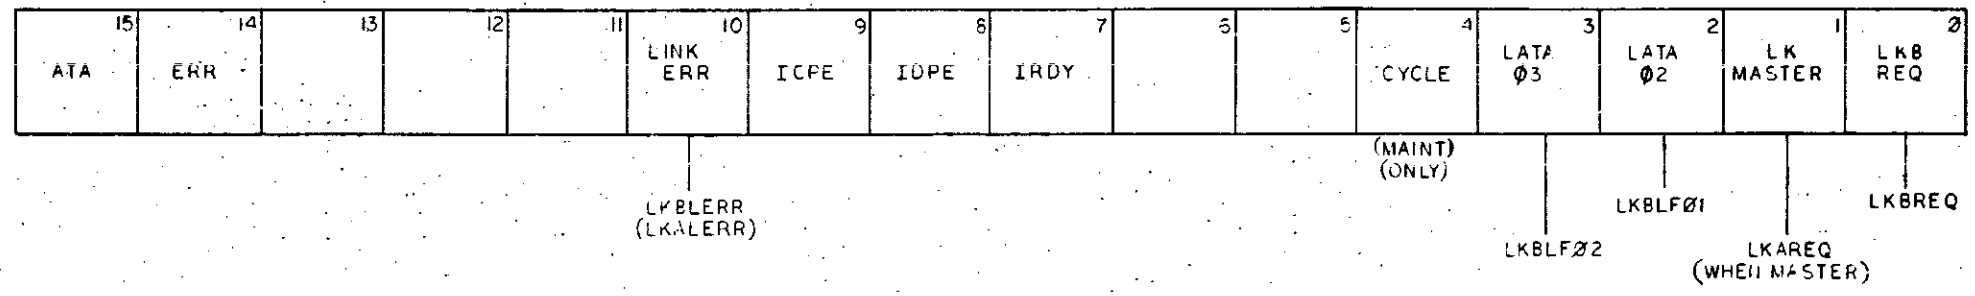 15 14 13 12 11 10 9 8 7 6 5 4 3 2 1 Ø
ATA ERR LINK ERR ICPE IDPE IRDY CYCLE LATA Ø3 LATA Ø2 LK MASTER LKB REQ
(MAINT)
(ONLY)
LKBLERR
(LKALERR)
LKBLFØ2
LKBLFØ1
LKAREQ
(WHEN MASTER)
LKBREQ